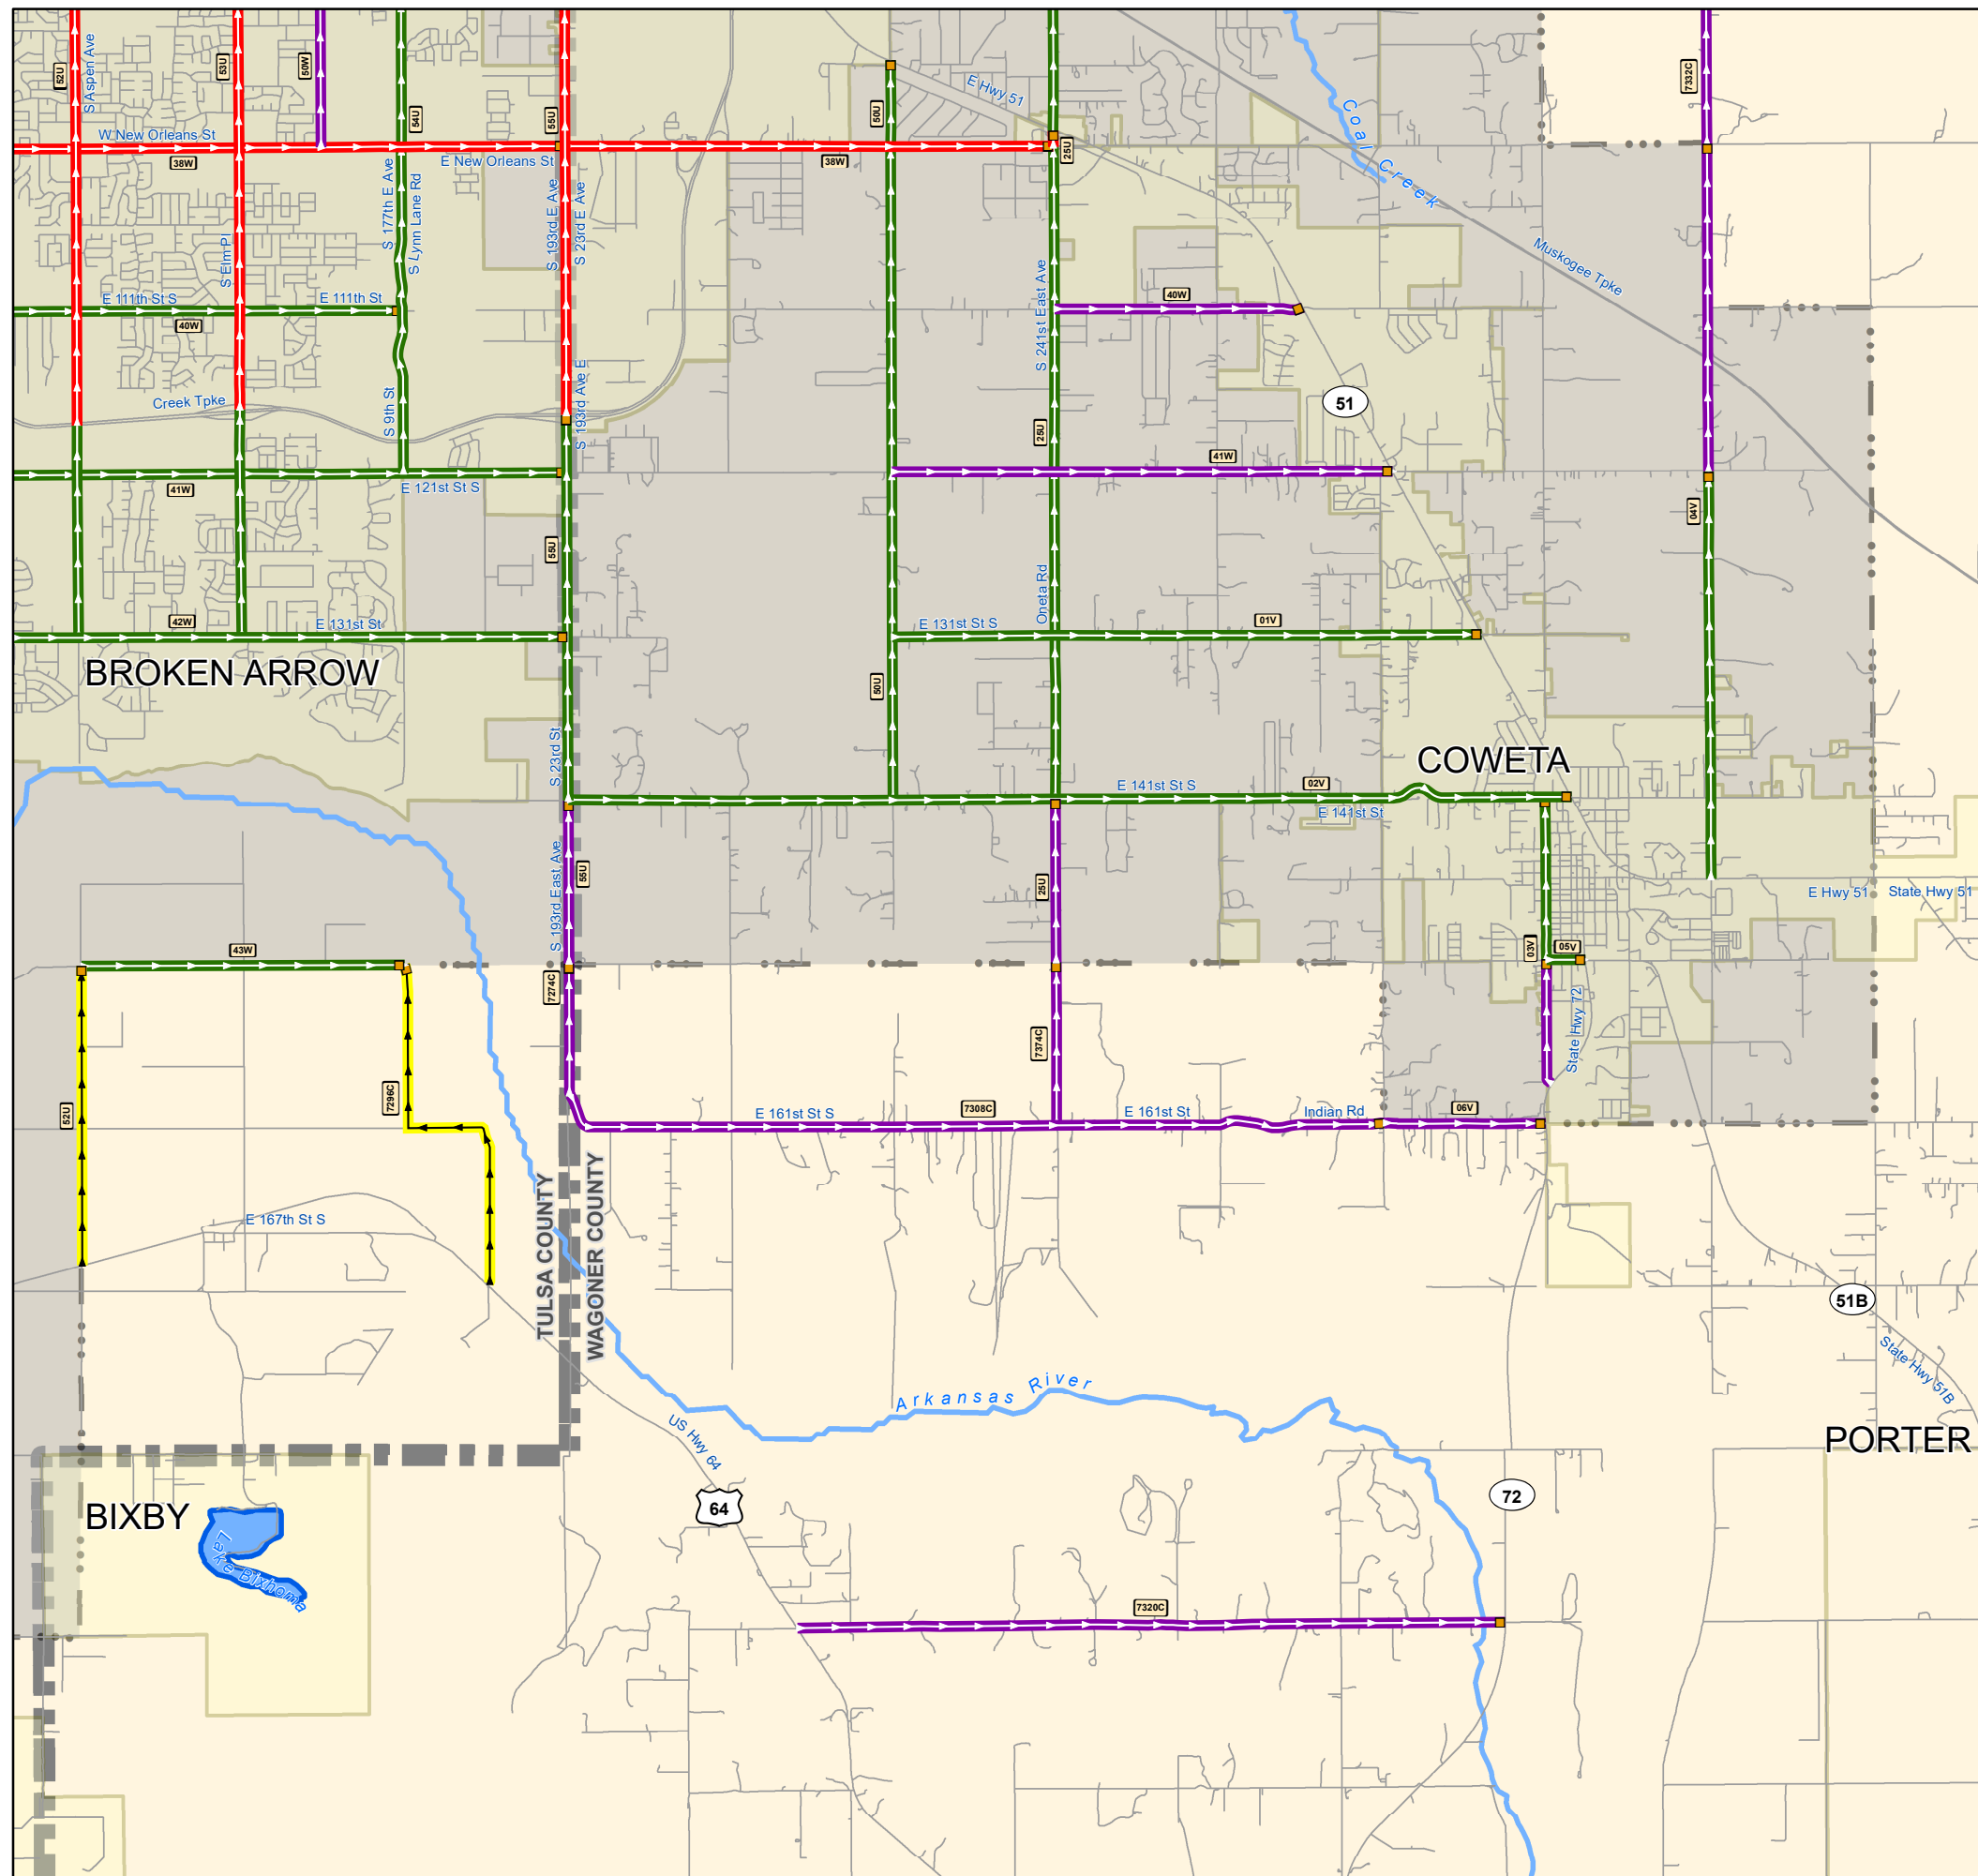 52U
S Aspen Ave
53U
50W
54U
55U
50U
E Hwy 51
25U
Coal Creek
7332C
W New Orleans St
38W
E New Orleans St
38W
S 177th E Ave
S Lynn Lane Rd
S 193rd E Ave
S 23rd E Ave
S Elm Pl
Muskogee Tpke
E 111th St S
E 111th St
40W
40W
S 241st East Ave
Creek Tpke
S 9th St
S 193rd Ave E
51
25U
41W
41W
E 121st St S
55U
04V
42W
E 131st St
E 131st St S
Oneta Rd
01V
BROKEN ARROW
50U
S 23rd St
COWETA
E 141st St S
02V
E 141st St
S 193rd East Ave
55U
25U
E Hwy 51
State Hwy 51
43W
03V
05V
7274C
7374C
State Hwy 72
52U
7296C
E 161st St S
7308C
E 161st St
Indian Rd
06V
E 167th St S
TULSA COUNTY
WAGONER COUNTY
51B
State Hwy 51B
Arkansas River
US Hwy 64
PORTER
BIXBY
64
72
Lake Bixhoma
7320C